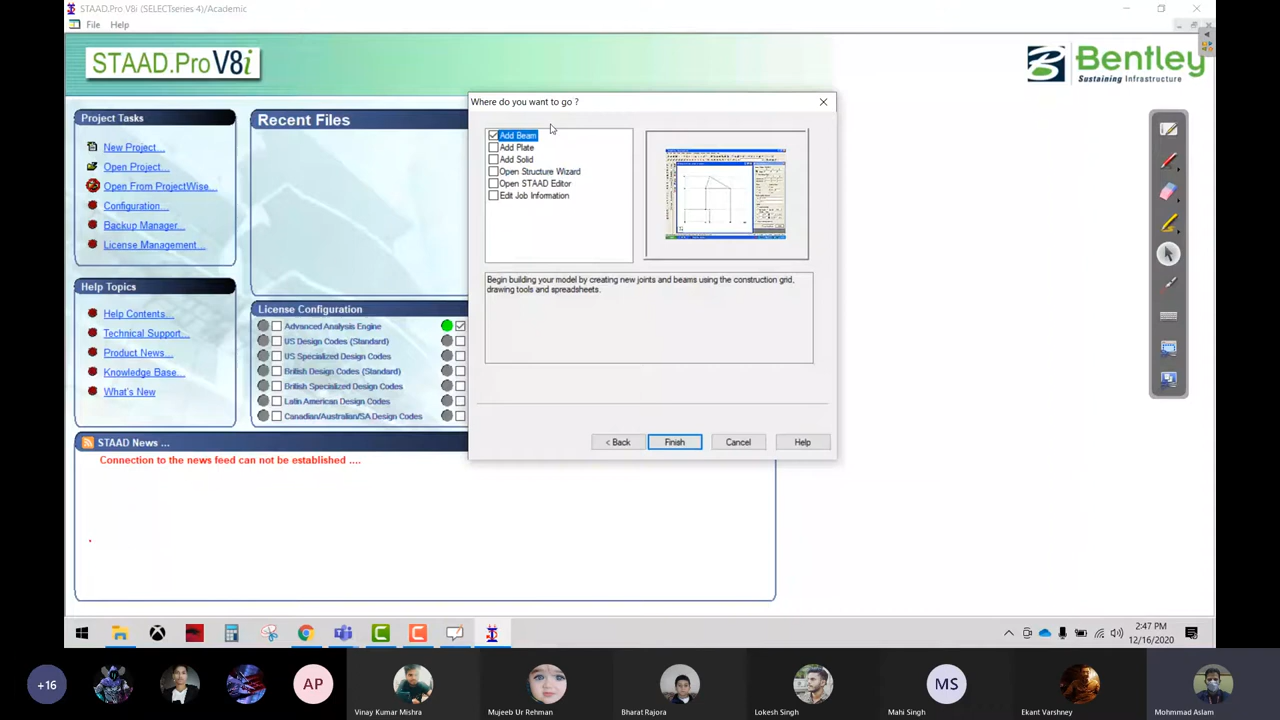 STAAD.Pro V8i (SELECTseries 4)/Academic
File Help
STAAD.Pro V8i
Bentley
Sustaining Infrastructure
Project Tasks
New Project...
Open Project...
Open From ProjectWise...
Configuration...
Backup Manager...
License Management...
Help Topics
Help Contents...
Technical Support...
Product News...
Knowledge Base...
What's New
Recent Files
License Configuration
Advanced Analysis Engine
US Design Codes (Standard)
US Specialized Design Codes
British Design Codes (Standard)
British Specialized Design Codes
Latin American Design Codes
Canadian/Australian/SA Design Codes
Where do you want to go ?
Add Beam
Add Plate
Add Solid
Open Structure Wizard
Open STAAD Editor
Edit Job Information
Begin building your model by creating new joints and beams using the construction grid,
drawing tools and spreadsheets.
< Back Finish Cancel Help
STAAD News ...
Connection to the news feed can not be established ....
2:47 PM
12/16/2020
+16
AP
MS
Vinay Kumar Mishra
Mujeeb Ur Rehman
Bharat Rajora
Lokesh Singh
Mahi Singh
Ekant Varshney
Mohmmad Aslam